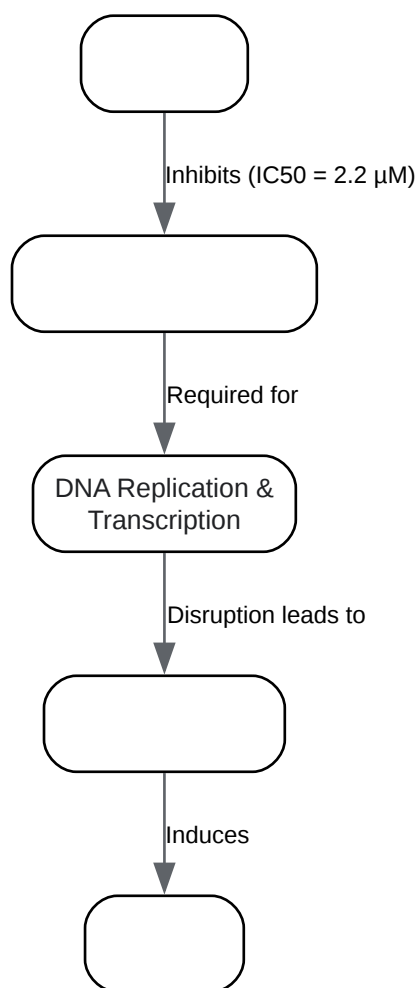 Inhibits (IC50 = 2.2 µM)
Required for
DNA Replication &
Transcription
Disruption leads to
Induces